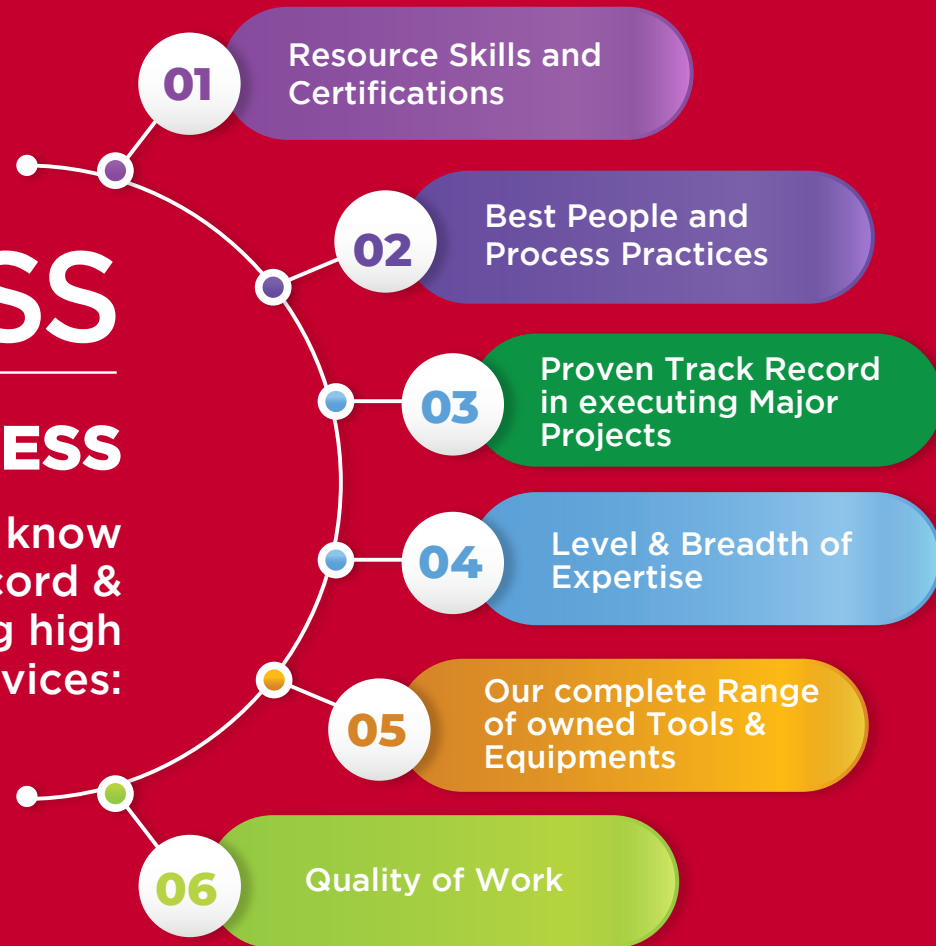 SS
ESS
know
cord &
g high
vices:
01
Resource Skills and
Certifications
02
Best People and
Process Practices
03
Proven Track Record
in executing Major
Projects
04
Level & Breadth of
Expertise
05
Our complete Range
of owned Tools &
Equipments
06
Quality of Work